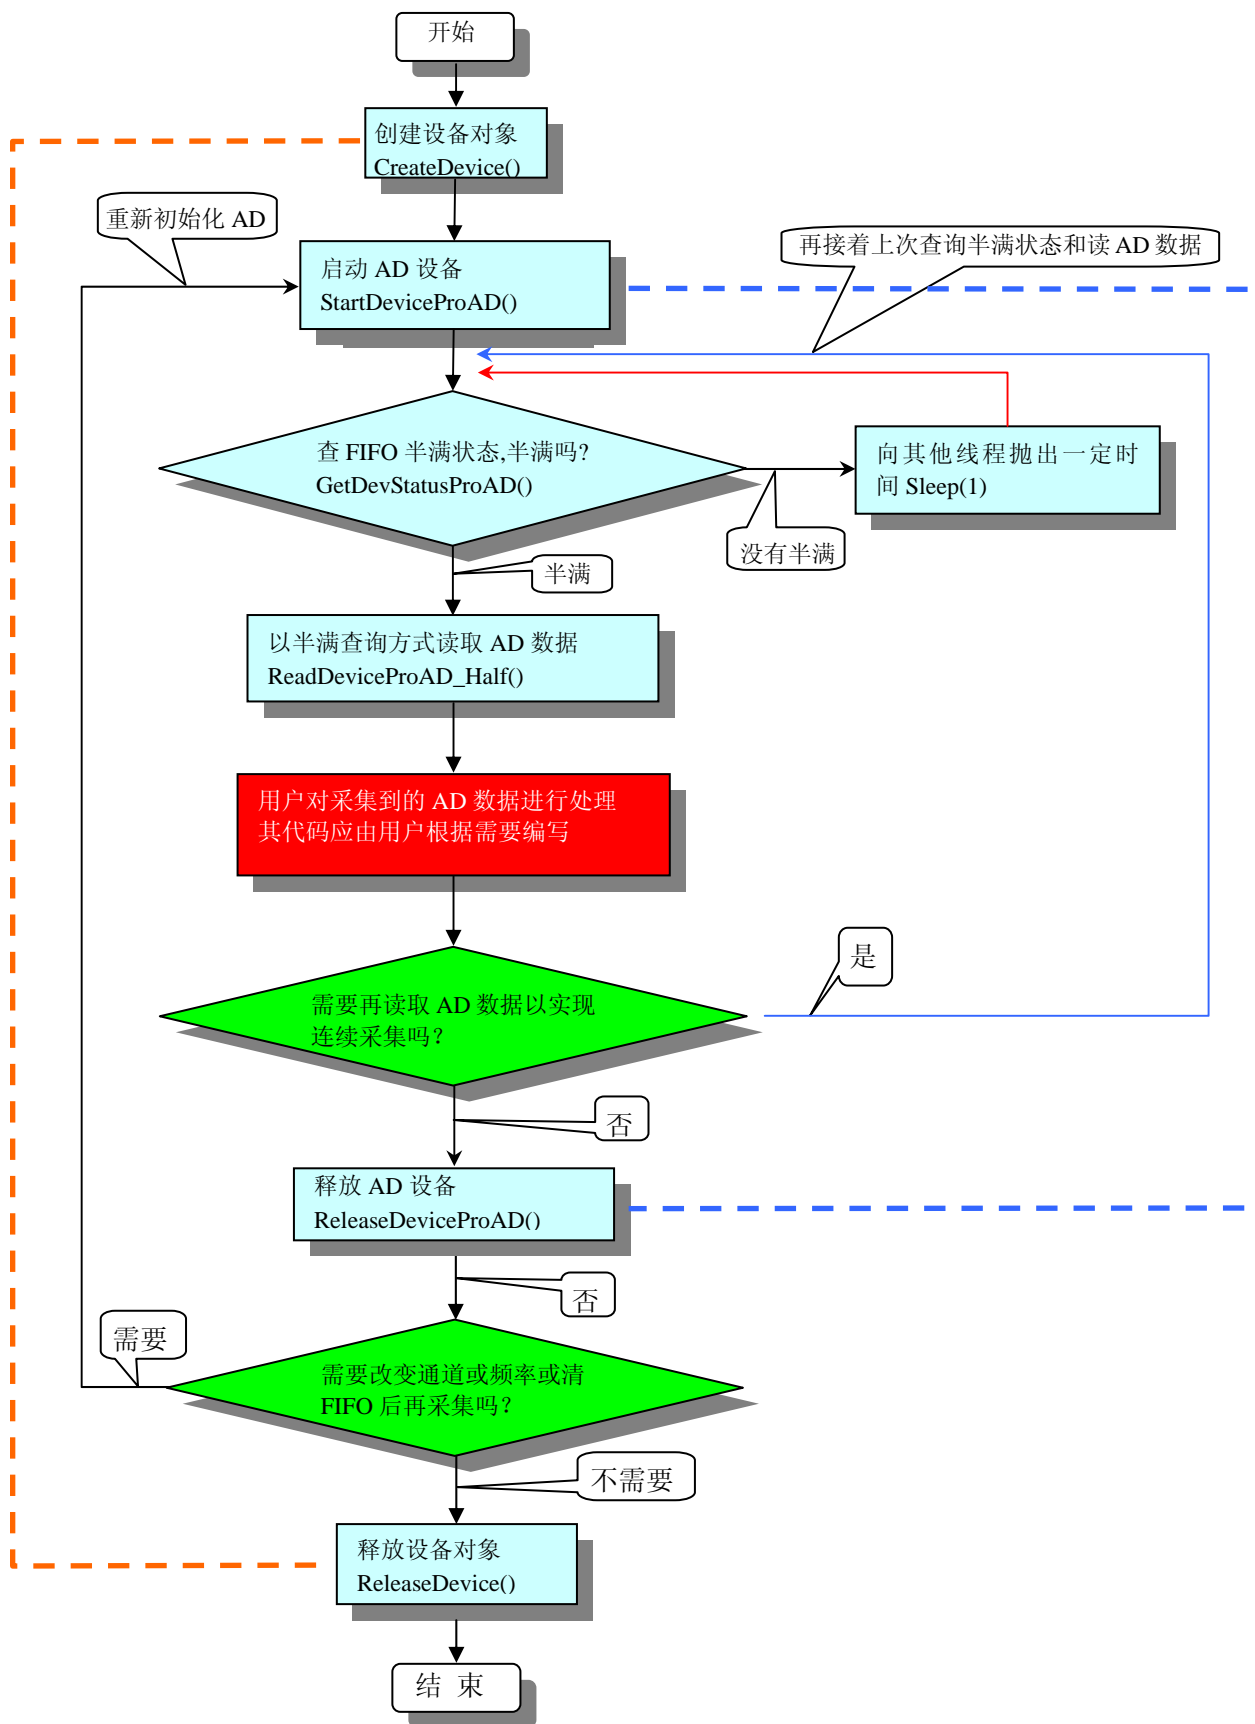 开始
创建设备对象
CreateDevice()
重新初始化 AD
再接着上次查询半满状态和读 AD 数据
启动 AD 设备
StartDeviceProAD()
查 FIFO 半满状态,半满吗?
GetDevStatusProAD()
向其他线程抛出一定时
间 Sleep(1)
没有半满
半满
以半满查询方式读取 AD 数据
ReadDeviceProAD_Half()
用户对采集到的 AD 数据进行处理
其代码应由用户根据需要编写
是
需要再读取 AD 数据以实现
连续采集吗？
否
释放 AD 设备
ReleaseDeviceProAD()
否
需要
需要改变通道或频率或清
FIFO 后再采集吗？
不需要
释放设备对象
ReleaseDevice()
结 束